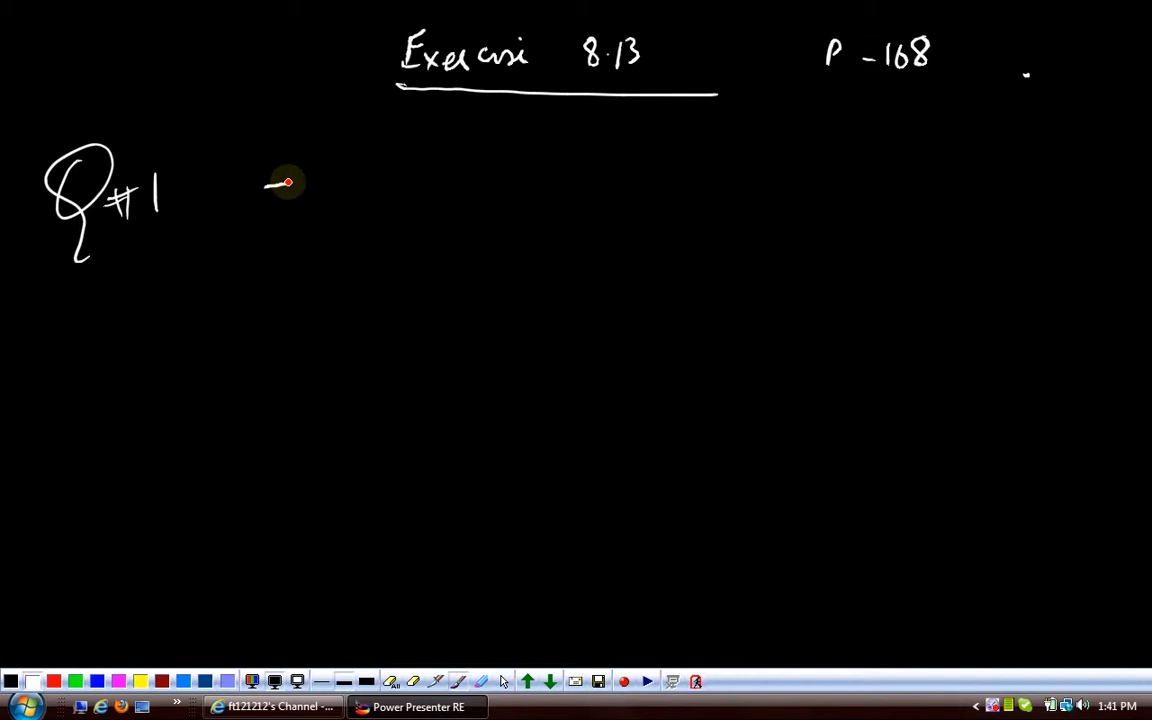 Exercise 8.13 P-168
Q#1
ft121212's Channel -... Power Presenter RE 1:41 PM